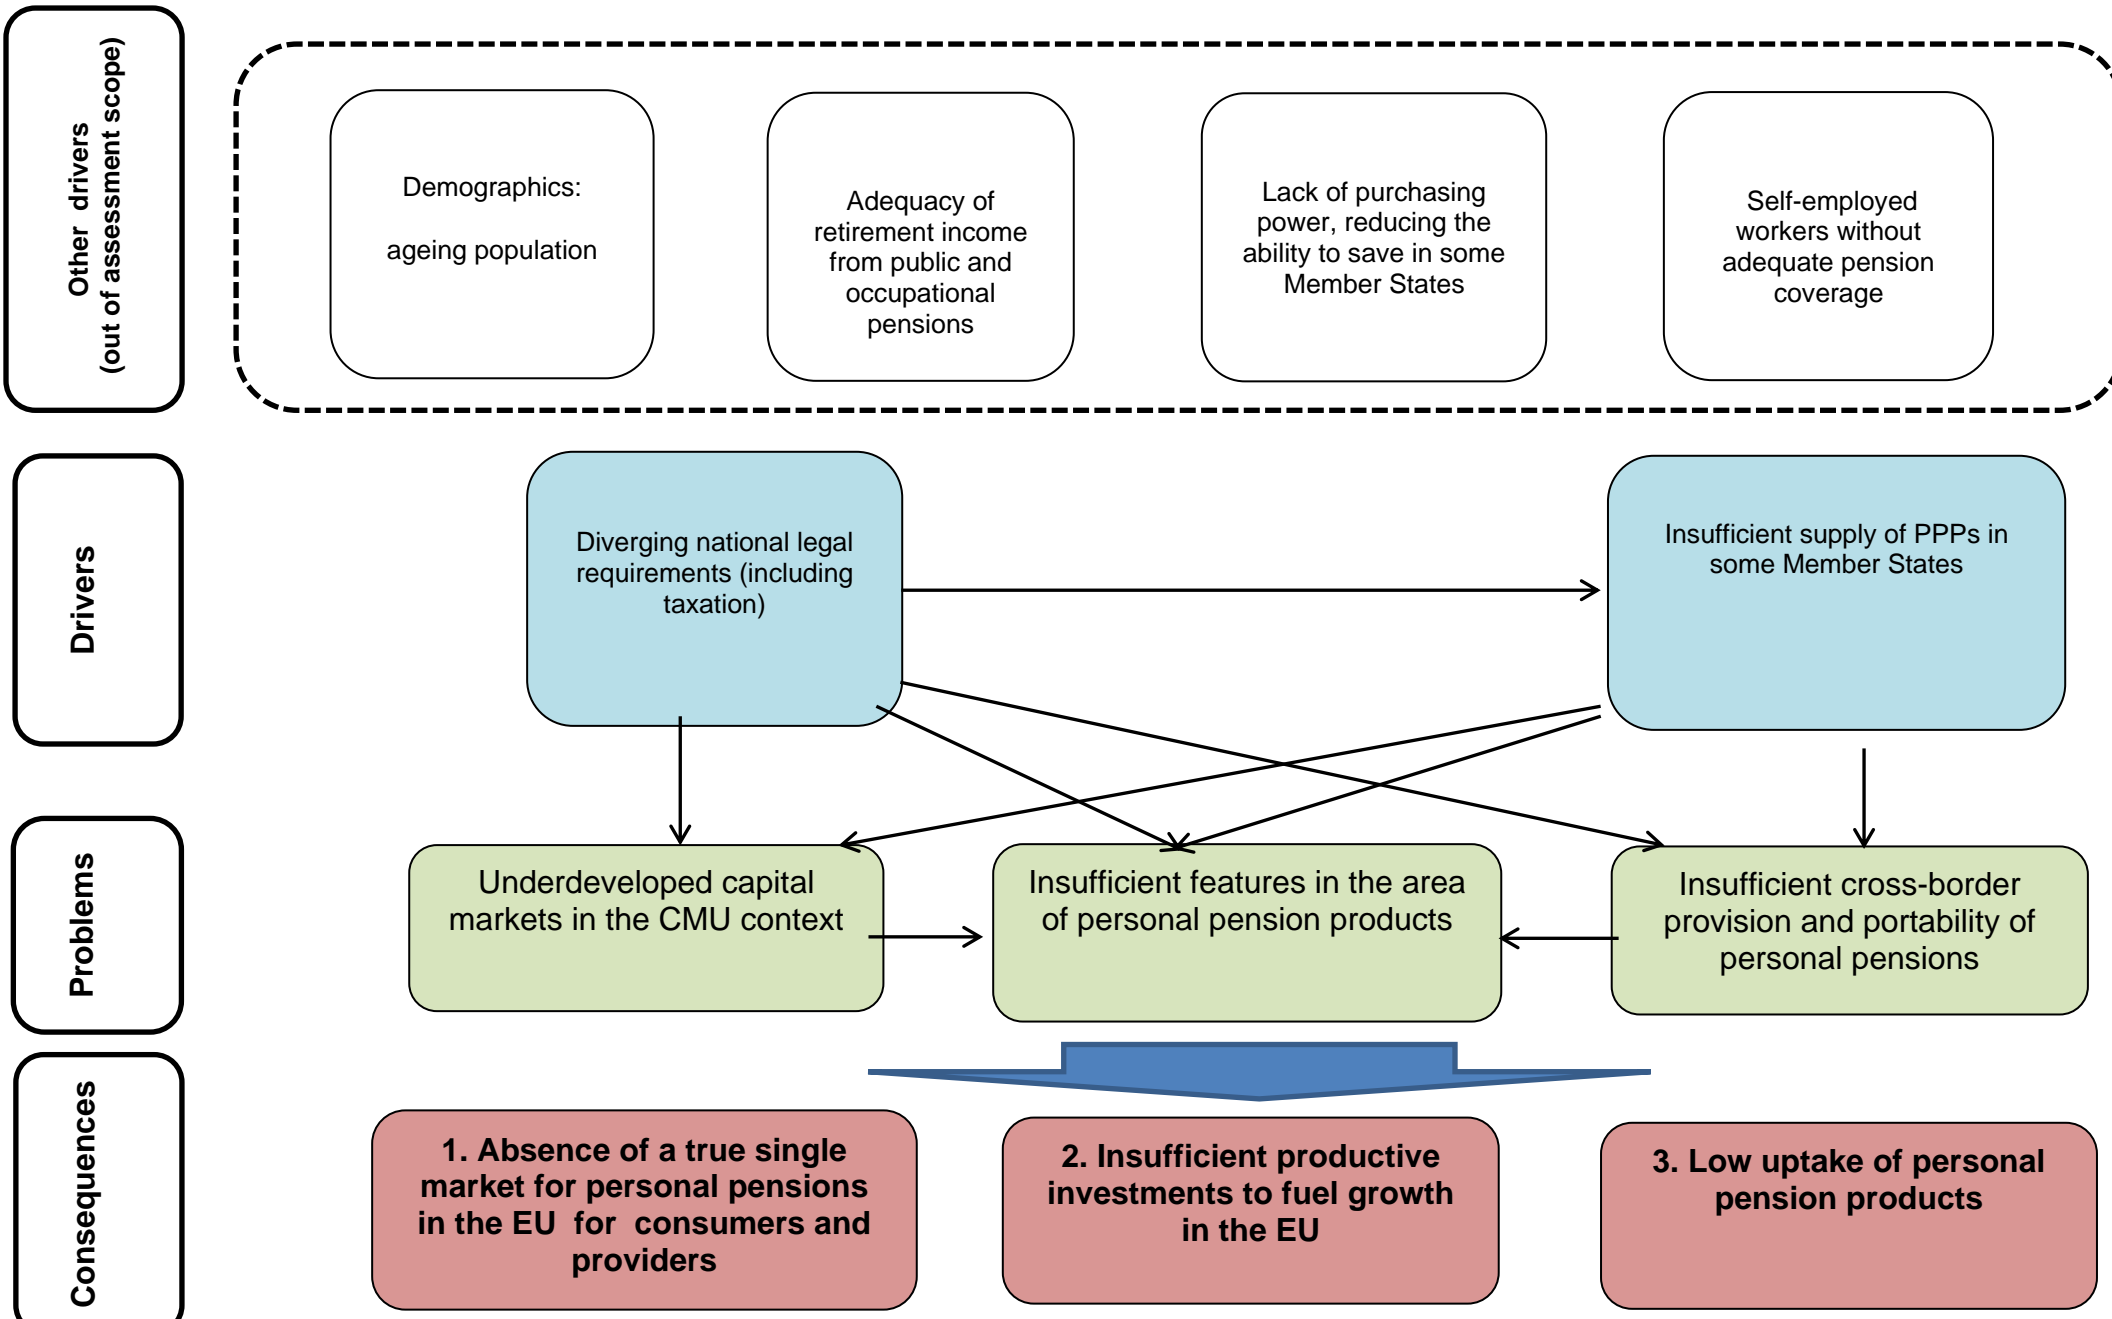 Other drivers
(out of assessment scope)
Demographics:
ageing population
Adequacy of
retirement income
from public and
occupational
pensions
Lack of purchasing
power, reducing the
ability to save in some
Member States
Self-employed
workers without
adequate pension
coverage
Drivers
Diverging national legal
requirements (including
taxation)
Insufficient supply of PPPs in
some Member States
Problems
Underdeveloped capital
markets in the CMU context
Insufficient features in the area
of personal pension products
Insufficient cross-border
provision and portability of
personal pensions
Consequences
1. Absence of a true single
market for personal pensions
in the EU for consumers and
providers
2. Insufficient productive
investments to fuel growth
in the EU
3. Low uptake of personal
pension products